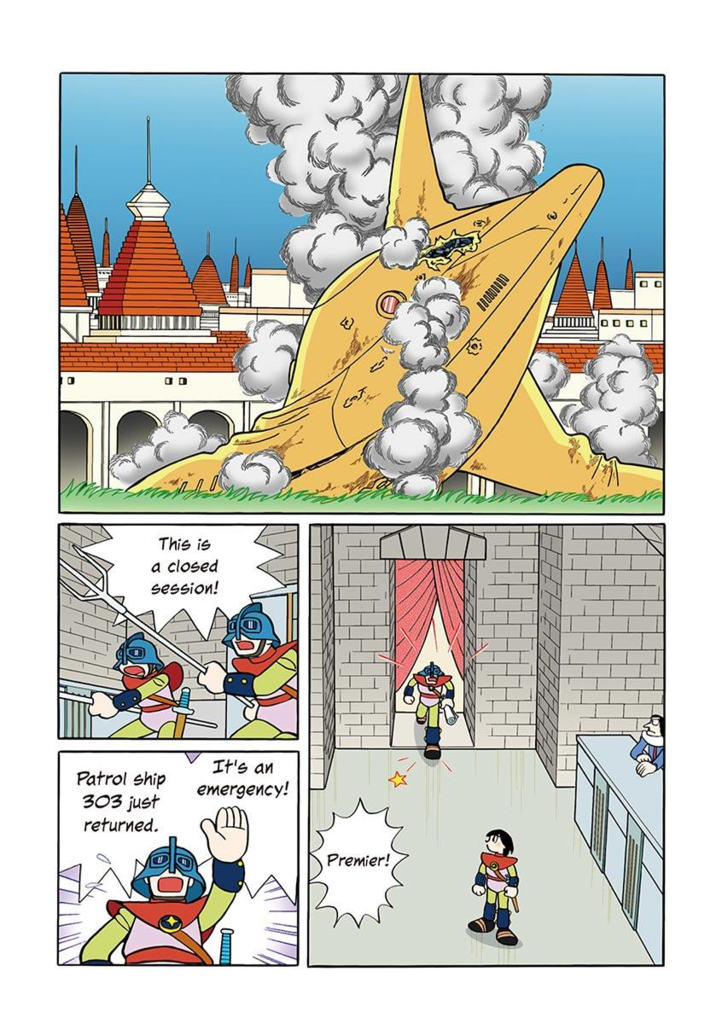 Premier!
This is
a closed
session!
It's an
emergency!
Patrol ship
303 just
returned.